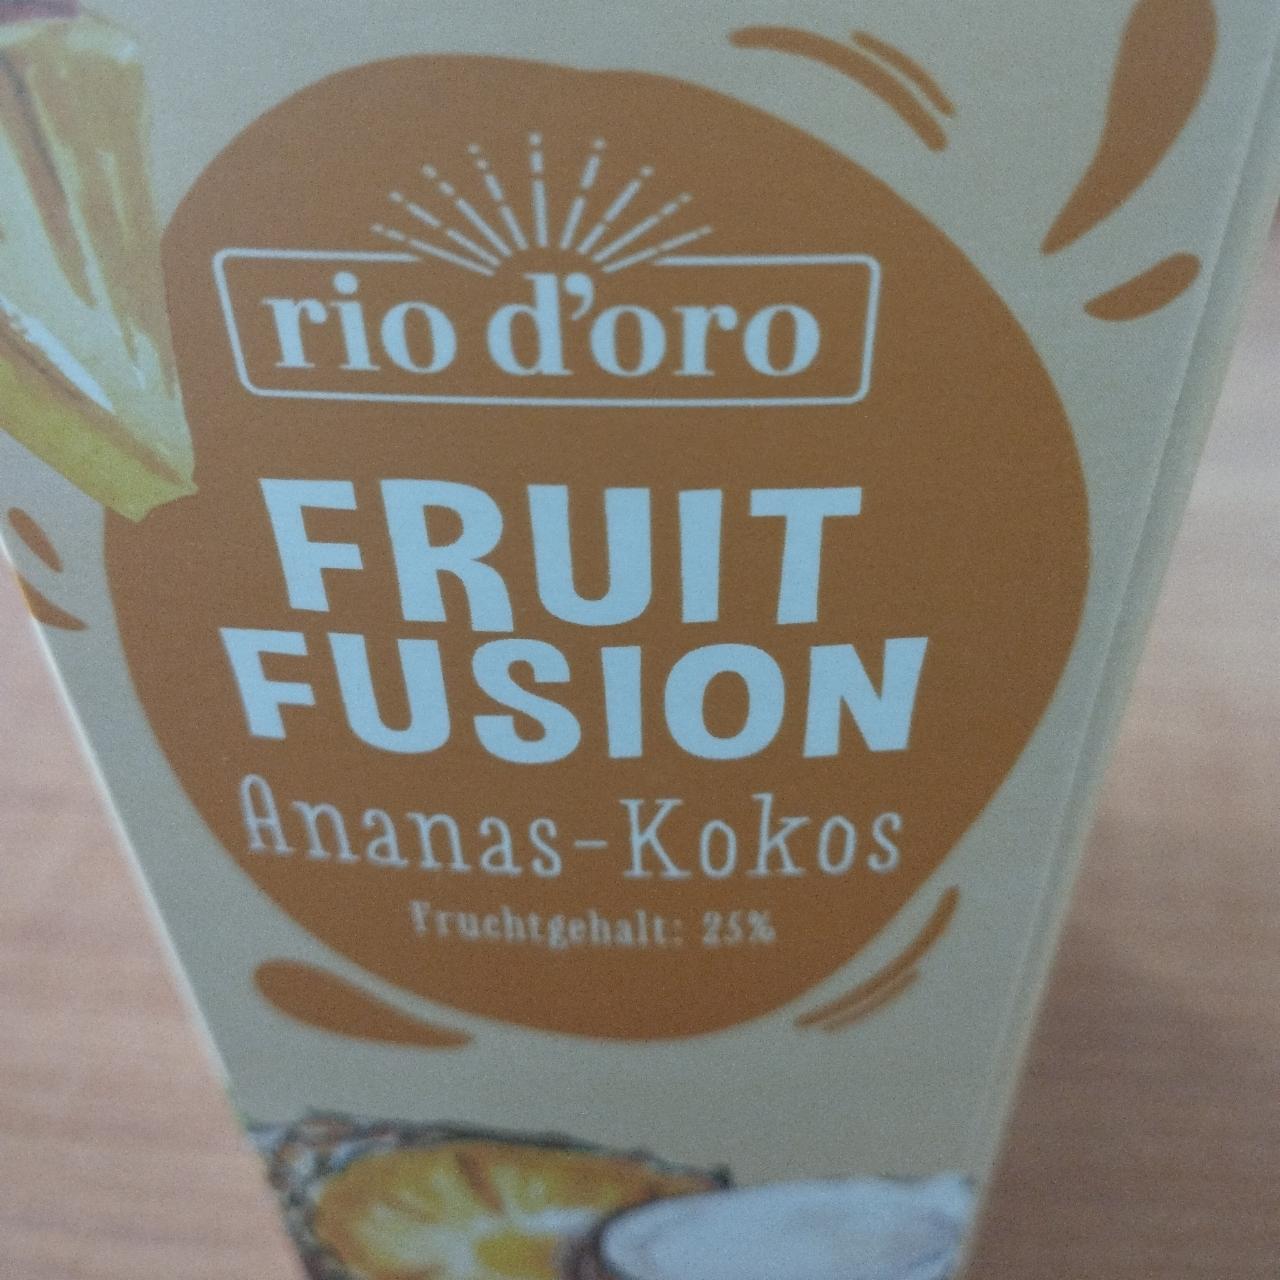 rio d'oro
FRUIT
FUSION
Ananas-Kokos
Fruchtgehalt: 25%